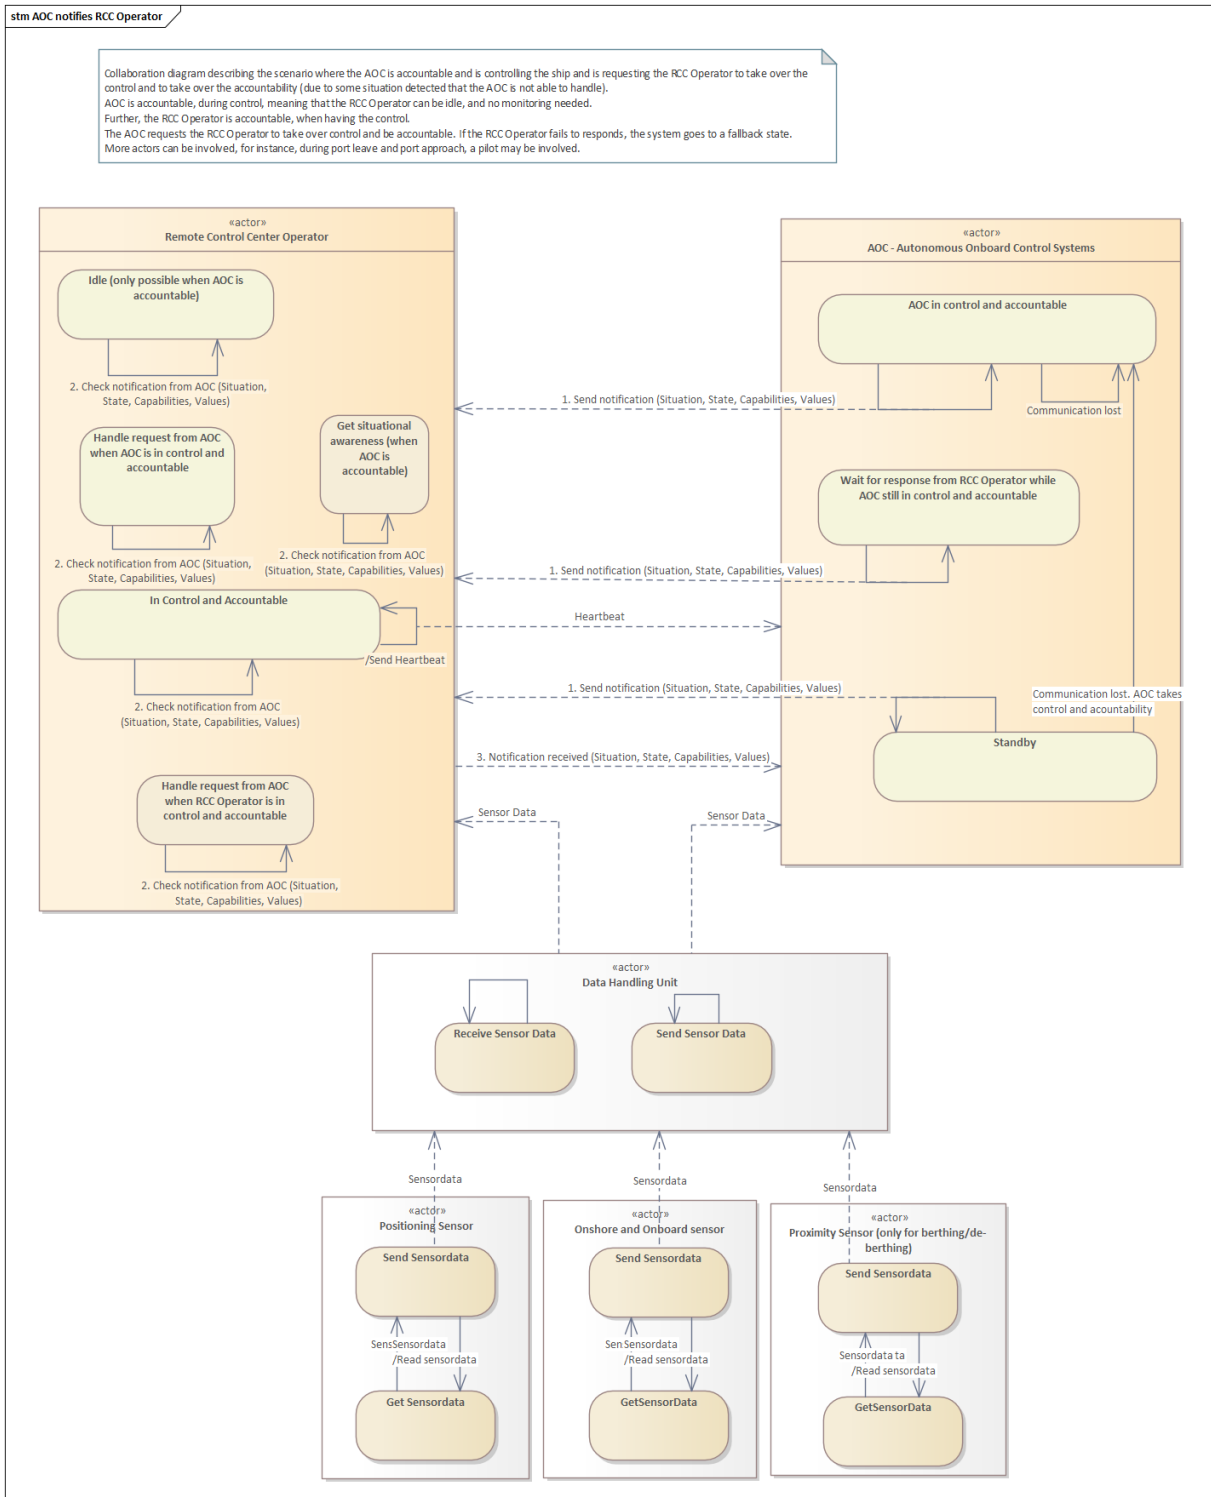 stm AOC notifies RCC Operator
Collaboration diagram describing the scenario where the AOC is accountable and is controlling the ship and is requesting the RCC Operator to take over the
control and to take over the accountability (due to some situation detected that the AOC is not able to handle).
AOC is accountable, during control, meaning that the RCC Operator can be idle, and no monitoring needed.
Further, the RCC Operator is accountable, when having the control.
The AOC requests the RCC Operator to take over control and be accountable. If the RCC Operator fails to responds, the system goes to a fallback state.
More actors can be involved, for instance, during port leave and port approach, a pilot may be involved.
«actor»
Remote Control Center Operator
Idle (only possible when AOC is
accountable)
2. Check notification from AOC (Situation,
State, Capabilities, Values)
Handle request from AOC
when AOC is in control and
accountable
2. Check notification from AOC (Situation,
State, Capabilities, Values)
Get situational
awareness (when
AOC is
accountable)
2. Check notification from AOC
(Situation, State, Capabilities, Values)
In Control and Accountable
/Send Heartbeat
2. Check notification from AOC
(Situation, State, Capabilities, Values)
Handle request from AOC
when RCC Operator is in
control and accountable
2. Check notification from AOC (Situation,
State, Capabilities, Values)
1. Send notification (Situation, State, Capabilities, Values)
1. Send notification (Situation, State, Capabilities, Values)
Heartbeat
1. Send notification (Situation, State, Capabilities, Values)
3. Notification received (Situation, State, Capabilities, Values)
Sensor Data
Sensor Data
«actor»
AOC - Autonomous Onboard Control Systems
AOC in control and accountable
Communication lost
Wait for response from RCC Operator while
AOC still in control and accountable
Communication lost. AOC takes
control and acountability
Standby
«actor»
Data Handling Unit
Receive Sensor Data
Send Sensor Data
Sensordata
Sensordata
Sensordata
«actor»
Positioning Sensor
Send Sensordata
SensSensordata
/Read sensordata
Get Sensordata
«actor»
Onshore and Onboard sensor
Send Sensordata
Sen Sensordata
/Read sensordata
GetSensorData
«actor»
Proximity Sensor (only for berthing/de-
berthing)
Send Sensordata
Sensordata ta
/Read sensordata
GetSensorData